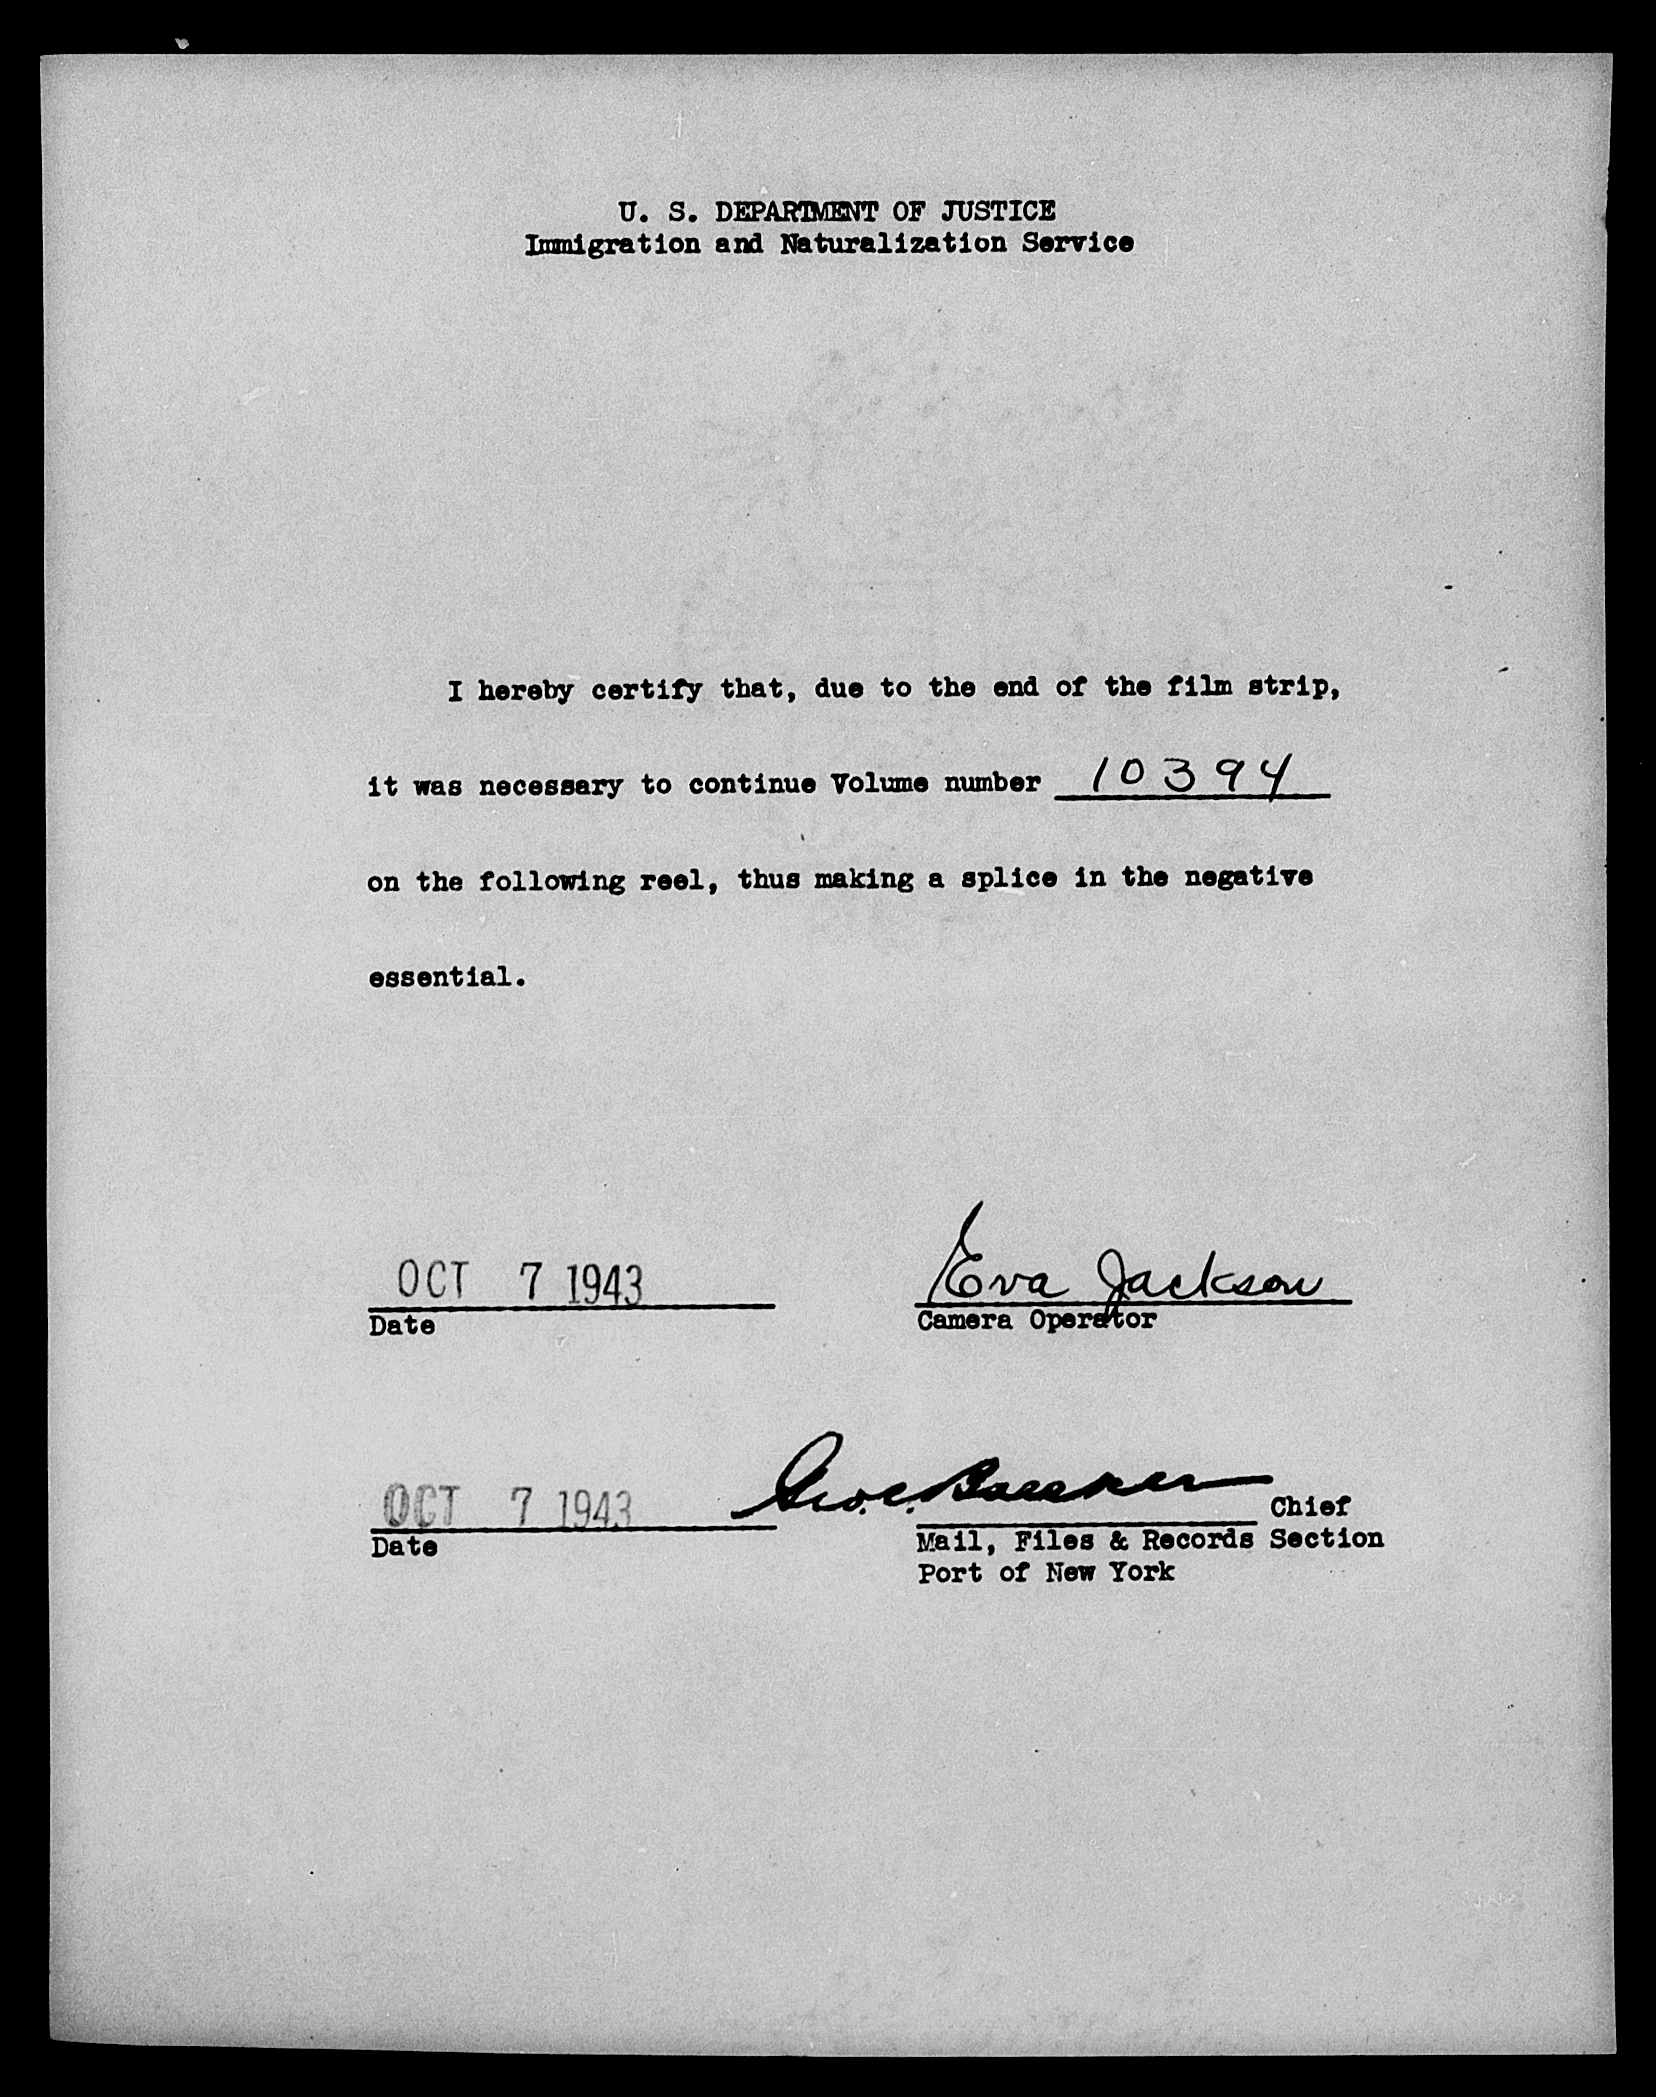 U. S. DEPARTMENT OF JUSTICE
Immigration and Naturalization Service
I hereby certify that, due to the end of the film strip,
it was necessary to continue Volume number 10394
on the following reel, thus making a splice in the negative
essential.
OCT 7 1943 Eva Jackson
Date Camera Operator
OCT 7 1943 Geo. C. Chief
Date Mail, Files & Records Section
Port of New York